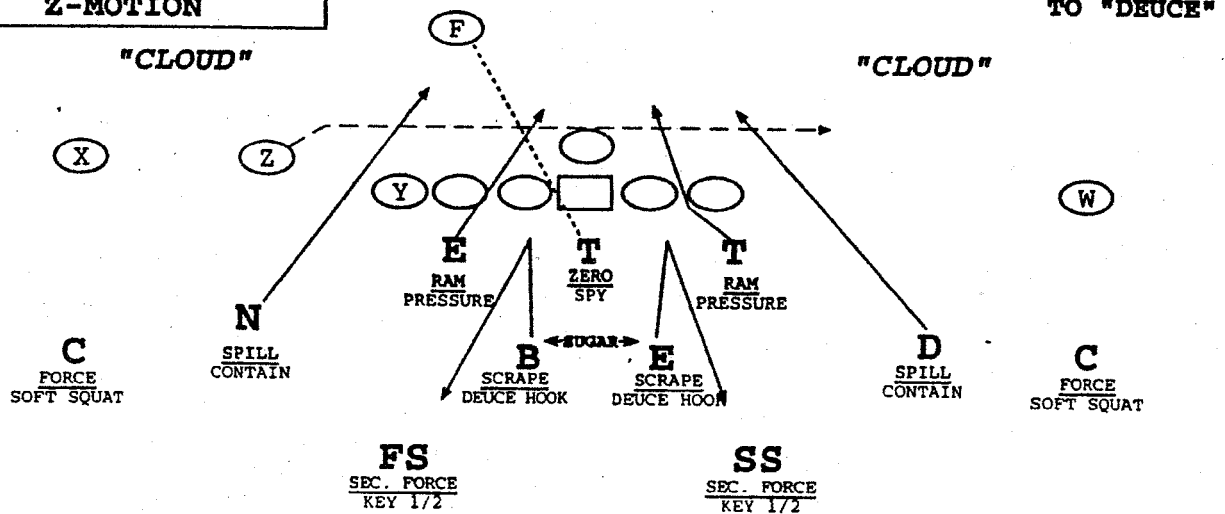 Z-MOTION
TO "DEUCE"
"CLOUD"
"CLOUD"
F
X
Z
Y
W
E
RAM
PRESSURE
T
ZERO
SPY
T
RAM
PRESSURE
N
SPILL
CONTAIN
C
FORCE
SOFT SQUAT
B
SCRAPE
DEUCE HOOK
SUGAR
E
SCRAPE
DEUCE HOOK
D
SPILL
CONTAIN
C
FORCE
SOFT SQUAT
FS
SEC. FORCE
KEY 1/2
SS
SEC. FORCE
KEY 1/2